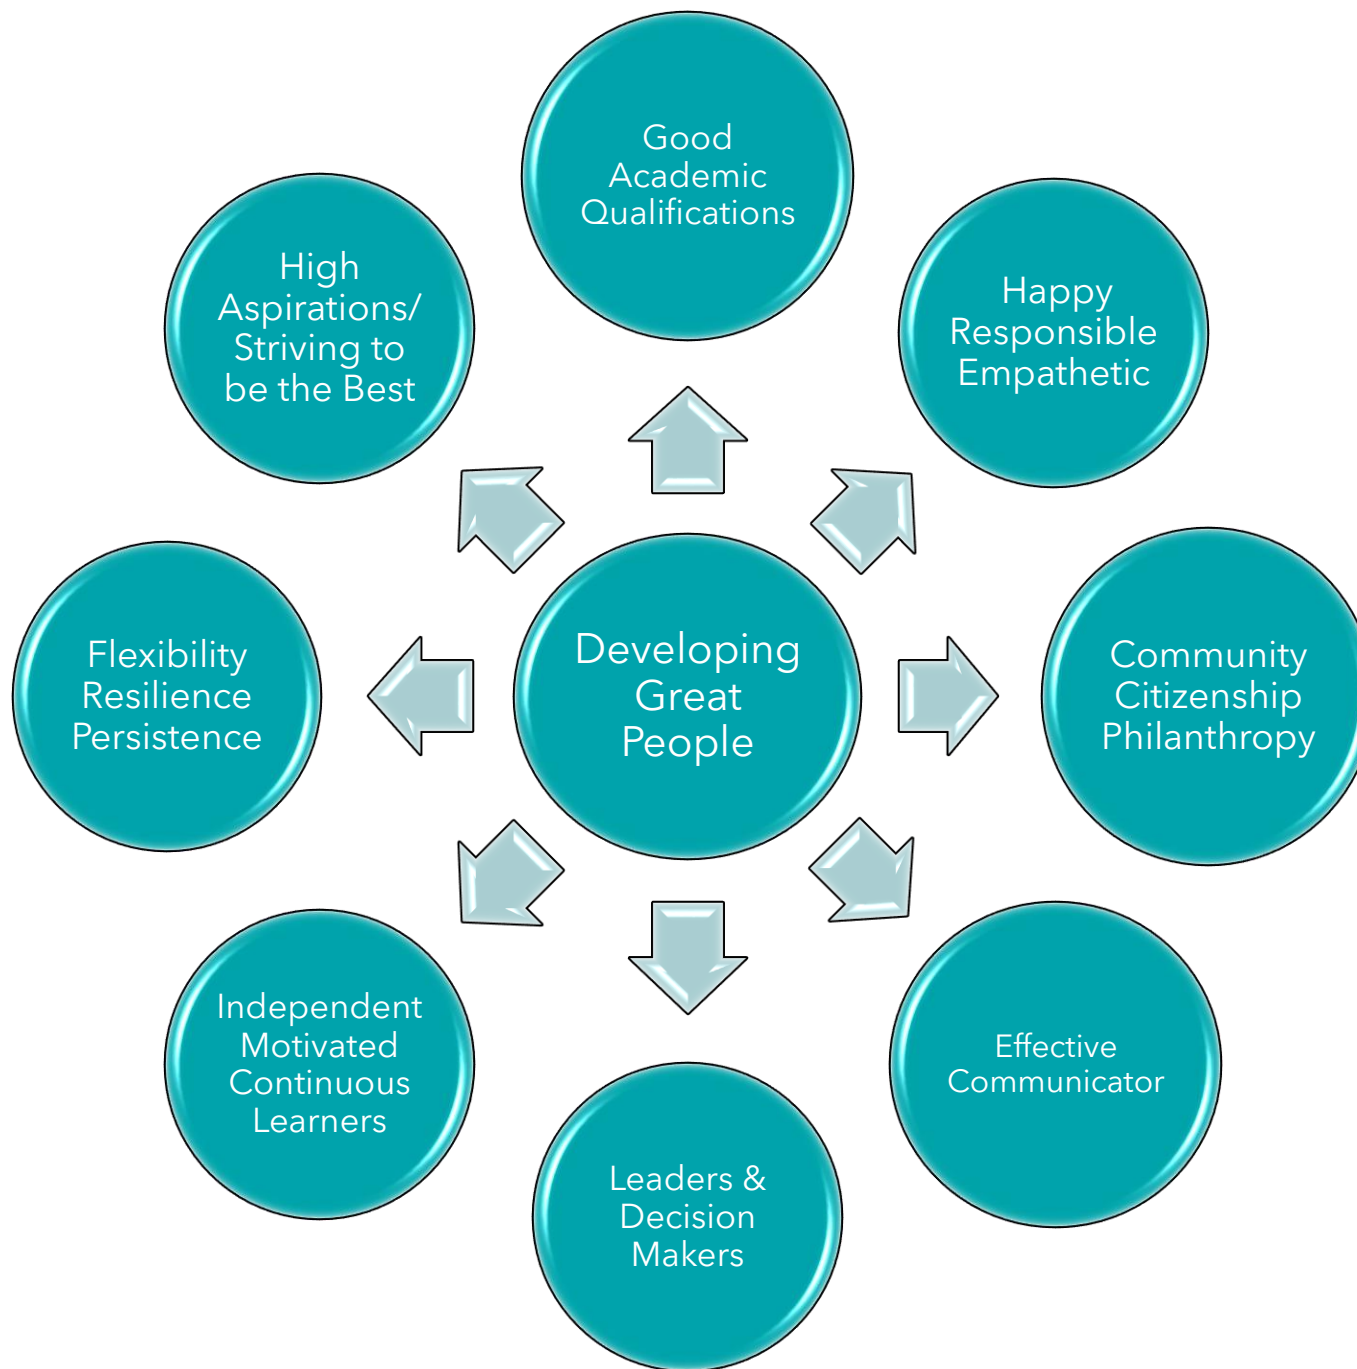 Good
Academic
Qualifications
Happy
Responsible
Empathetic
Community
Citizenship
Philanthropy
Effective
Communicator
Leaders &
Decision
Makers
Independent
Motivated
Continuous
Learners
Flexibility
Resilience
Persistence
High
Aspirations/
Striving to
be the Best
Developing
Great
People